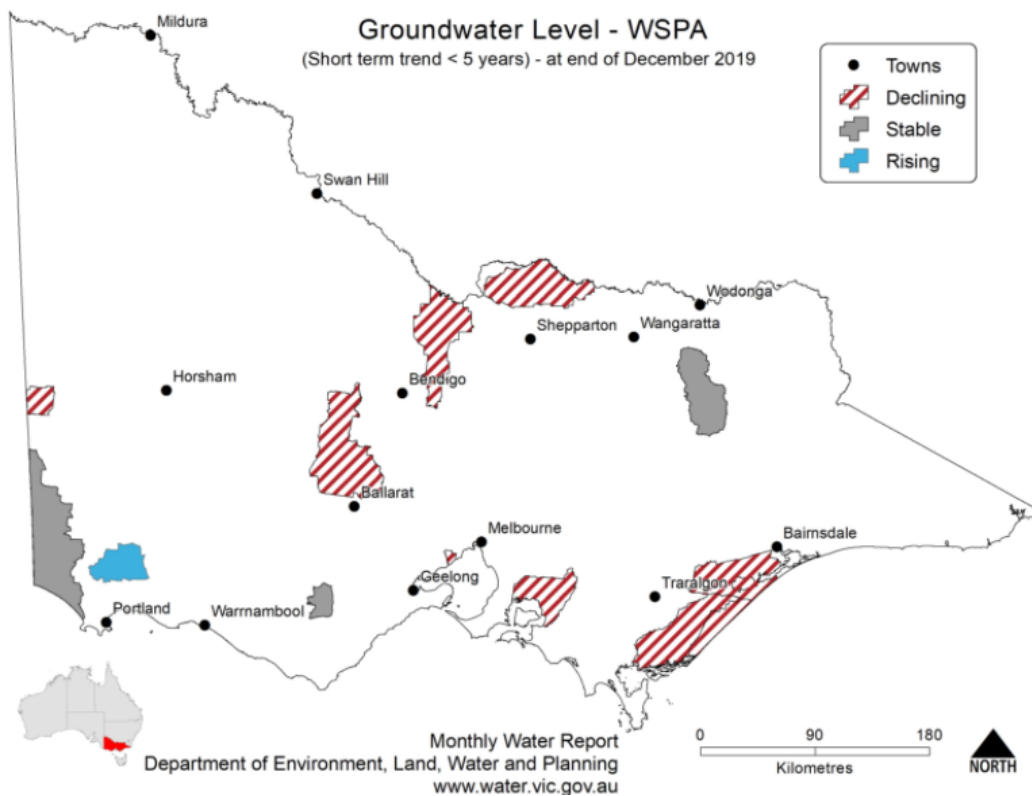 Groundwater Level - WSPA
(Short term trend < 5 years) - at end of December 2019
Towns
Declining
Stable
Rising
Mildura
Swan Hill
Wodonga
Shepparton
Wangaratta
Horsham
Bendigo
Ballarat
Melbourne
Bairnsdale
Geelong
Traralgon
Portland
Warrnambool
Monthly Water Report
Department of Environment, Land, Water and Planning
www.water.vic.gov.au
0 90 180
Kilometres
NORTH